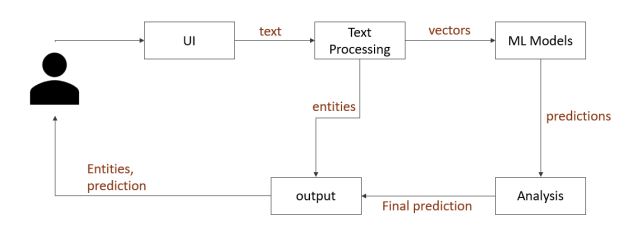 UI
text
Text
Processing
vectors
ML Models
entities
predictions
Entities,
prediction
output
Final prediction
Analysis